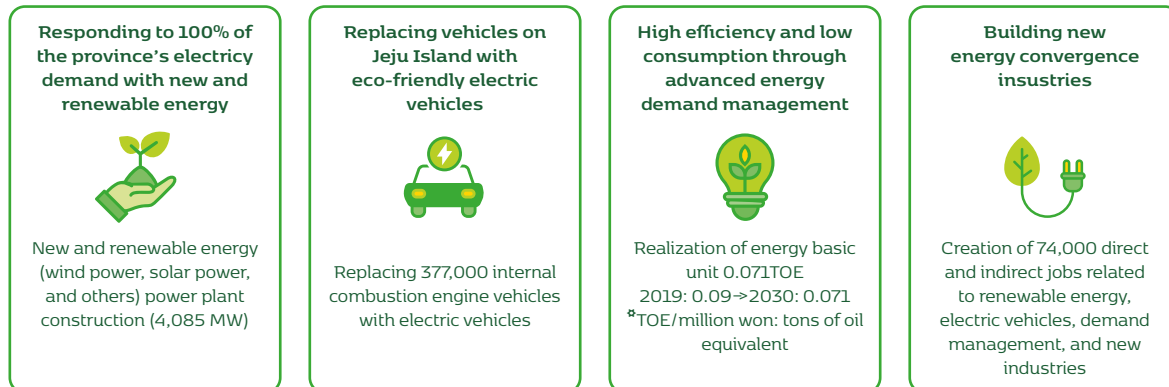 Responding to 100% of
the province's electricy
demand with new and
renewable energy
New and renewable energy
(wind power, solar power,
and others) power plant
construction (4,085 MW)
Replacing vehicles on
Jeju Island with
eco-friendly electric
vehicles
Replacing 377,000 internal
combustion engine vehicles
with electric vehicles
High efficiency and low
consumption through
advanced energy
demand management
Realization of energy basic
unit 0.071TOE
2019: 0.09→2030: 0.071
*TOE/million won: tons of oil
equivalent
Building new
energy convergence
insustries
Creation of 74,000 direct
and indirect jobs related
to renewable energy,
electric vehicles, demand
management, and new
industries